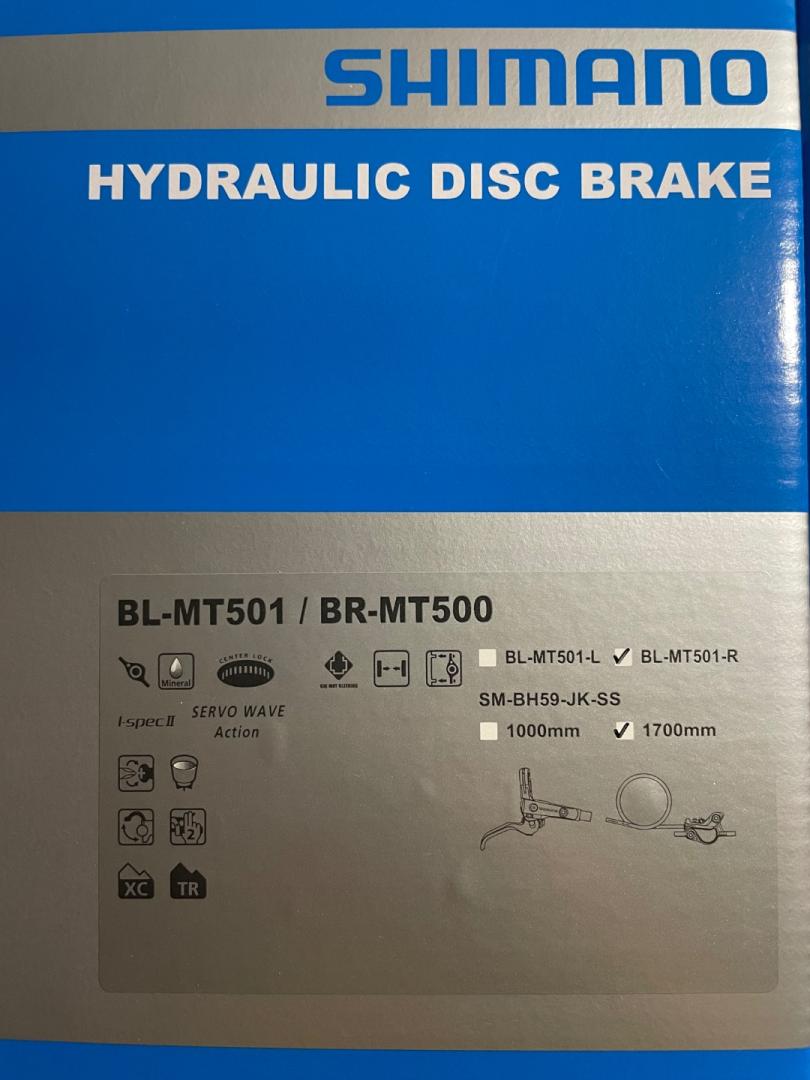 SHIMANO
HYDRAULIC DISC BRAKE
BL-MT501 / BR-MT500
Mineral
CENTER LOCK
BL-MT501-L ✓ BL-MT501-R
SM-BH59-JK-SS
1000mm ✓ 1700mm
I-spec II
SERVO WAVE
Action
2
XC
TR